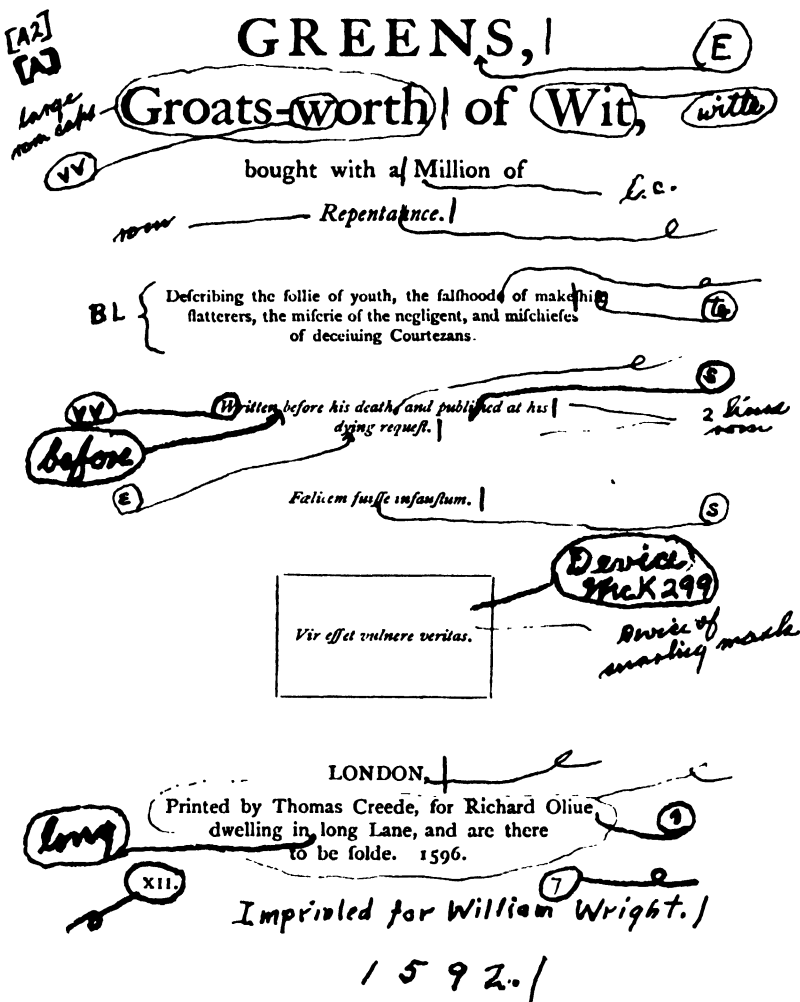 [A2]
[A]
GREENS,|
E
large
rom caps
Groats-worth| of Wit,
witte
VV
bought with a| Million of
l.c.
rom
Repentaunce.|
BL {
Deſcribing the follie of youth, the falſhoode of makeſhift
flatterers, the miſerie of the negligent, and miſchiefes
of deceiuing Courtezans.
te
VV
Written before his death, and publiſhed at his|
dying requeſt.|
s
2 lines
rom
before
E
Fœlicem fuiſſe infauſtum.|
s
Device
McK 299
Vir eſſet vulnere veritas.
Device of
LONDON,
Printed by Thomas Creede, for Richard Oliue,
dwelling in long Lane, and are there
to be ſolde. 1596.
long
XII.
7
Imprinted for William Wright.|
1592.|